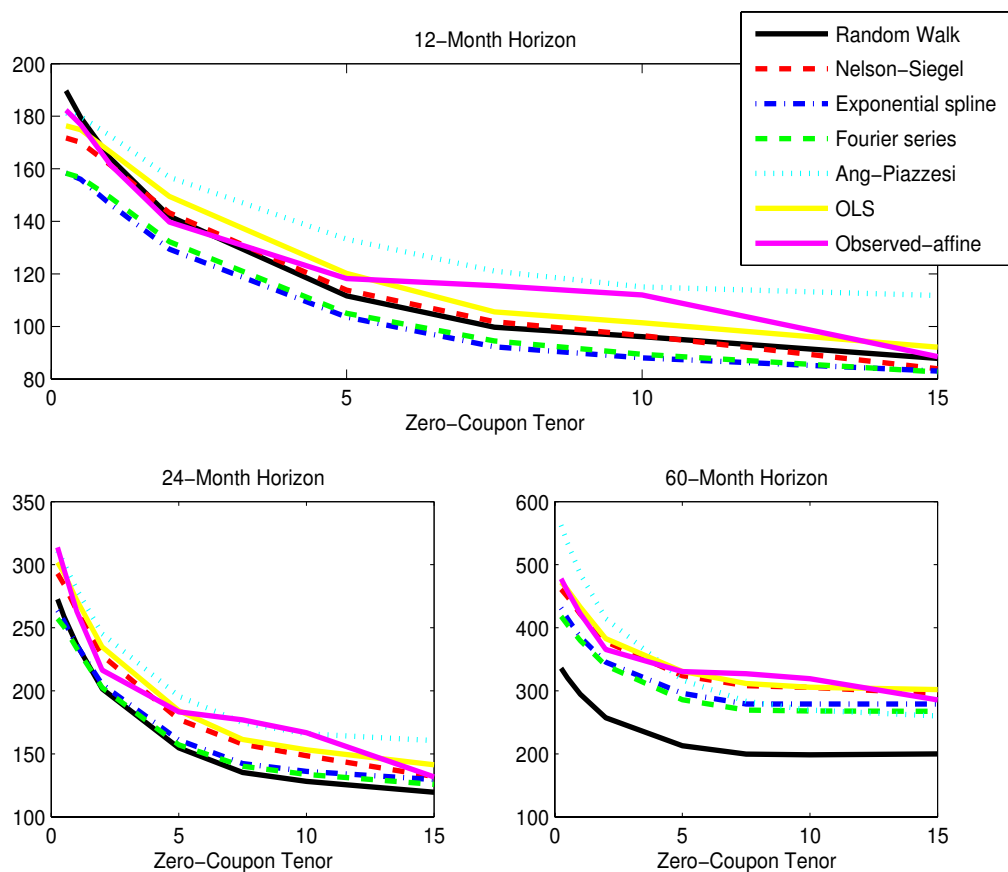 12−Month Horizon
Random Walk
Nelson−Siegel
Exponential spline
Fourier series
Ang−Piazzesi
OLS
Observed−affine
200
180
160
140
120
100
80
0 5 10 15
Zero−Coupon Tenor
24−Month Horizon
350
300
250
200
150
100
0 5 10 15
Zero−Coupon Tenor
60−Month Horizon
600
500
400
300
200
100
0 5 10 15
Zero−Coupon Tenor